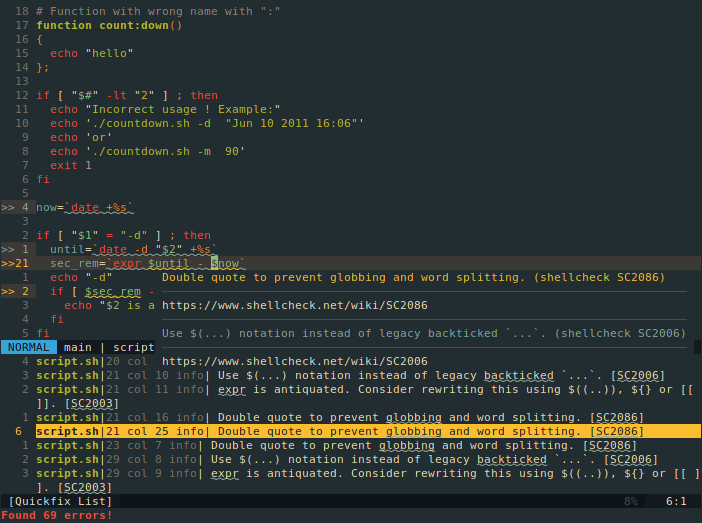 18 # Function with wrong name with ":"
17 function count:down()
16 {
15   echo "hello"
14 };
13
12 if [ "$#" -lt "2" ] ; then
11   echo "Incorrect usage ! Example:"
10   echo './countdown.sh -d  "Jun 10 2011 16:06"'
9   echo 'or'
8   echo './countdown.sh -m  90'
7   exit 1
6 fi
5
>> 4 now=`date +%s`
3
2 if [ "$1" = "-d" ] ; then
>> 1   until=`date -d "$2" +%s`
>>21   sec_rem=`expr $until - $now`
1   echo "-d" Double quote to prevent globbing and word splitting. (shellcheck SC2086)
>> 2   if [ $sec_rem -
3     echo "$2 is a https://www.shellcheck.net/wiki/SC2086
4   fi
5 fi Use $(...) notation instead of legacy backticked `...`. (shellcheck SC2006)
NORMAL  main | script
4 script.sh|20 col https://www.shellcheck.net/wiki/SC2006
3 script.sh|21 col 10 info| Use $(...) notation instead of legacy backticked `...`. [SC2006]
2 script.sh|21 col 11 info| expr is antiquated. Consider rewriting this using $((..)), ${} or [[
]]. [SC2003]
1 script.sh|21 col 16 info| Double quote to prevent globbing and word splitting. [SC2086]
6 script.sh|21 col 25 info| Double quote to prevent globbing and word splitting. [SC2086]
1 script.sh|23 col 7 info| Double quote to prevent globbing and word splitting. [SC2086]
2 script.sh|29 col 8 info| Use $(...) notation instead of legacy backticked `...`. [SC2006]
3 script.sh|29 col 9 info| expr is antiquated. Consider rewriting this using $((..)), ${} or [[ ]
]. [SC2003]
[Quickfix List] 8% 6:1
Found 69 errors!